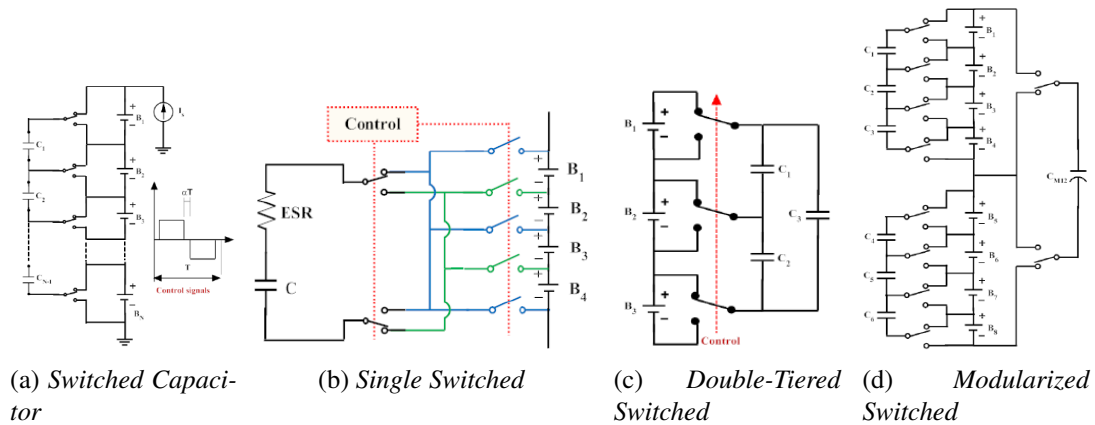 C1
C2
CN-1
+
−
B1
+
−
B2
+
−
B3
+
−
BN
Is
αT
T
Control signals
Control
ESR
C
+
−
B1
+
−
B2
+
−
B3
+
−
B4
B1
+
−
B2
+
−
B3
+
−
C1
C2
C3
Control
C1
C2
C3
C4
C5
C6
+
−
B1
+
−
B2
+
−
B3
+
−
B4
+
−
B5
+
−
B6
+
−
B7
+
−
B8
CM12
(a) Switched Capaci-
tor
(b) Single Switched
(c) Double-Tiered
Switched
(d) Modularized
Switched